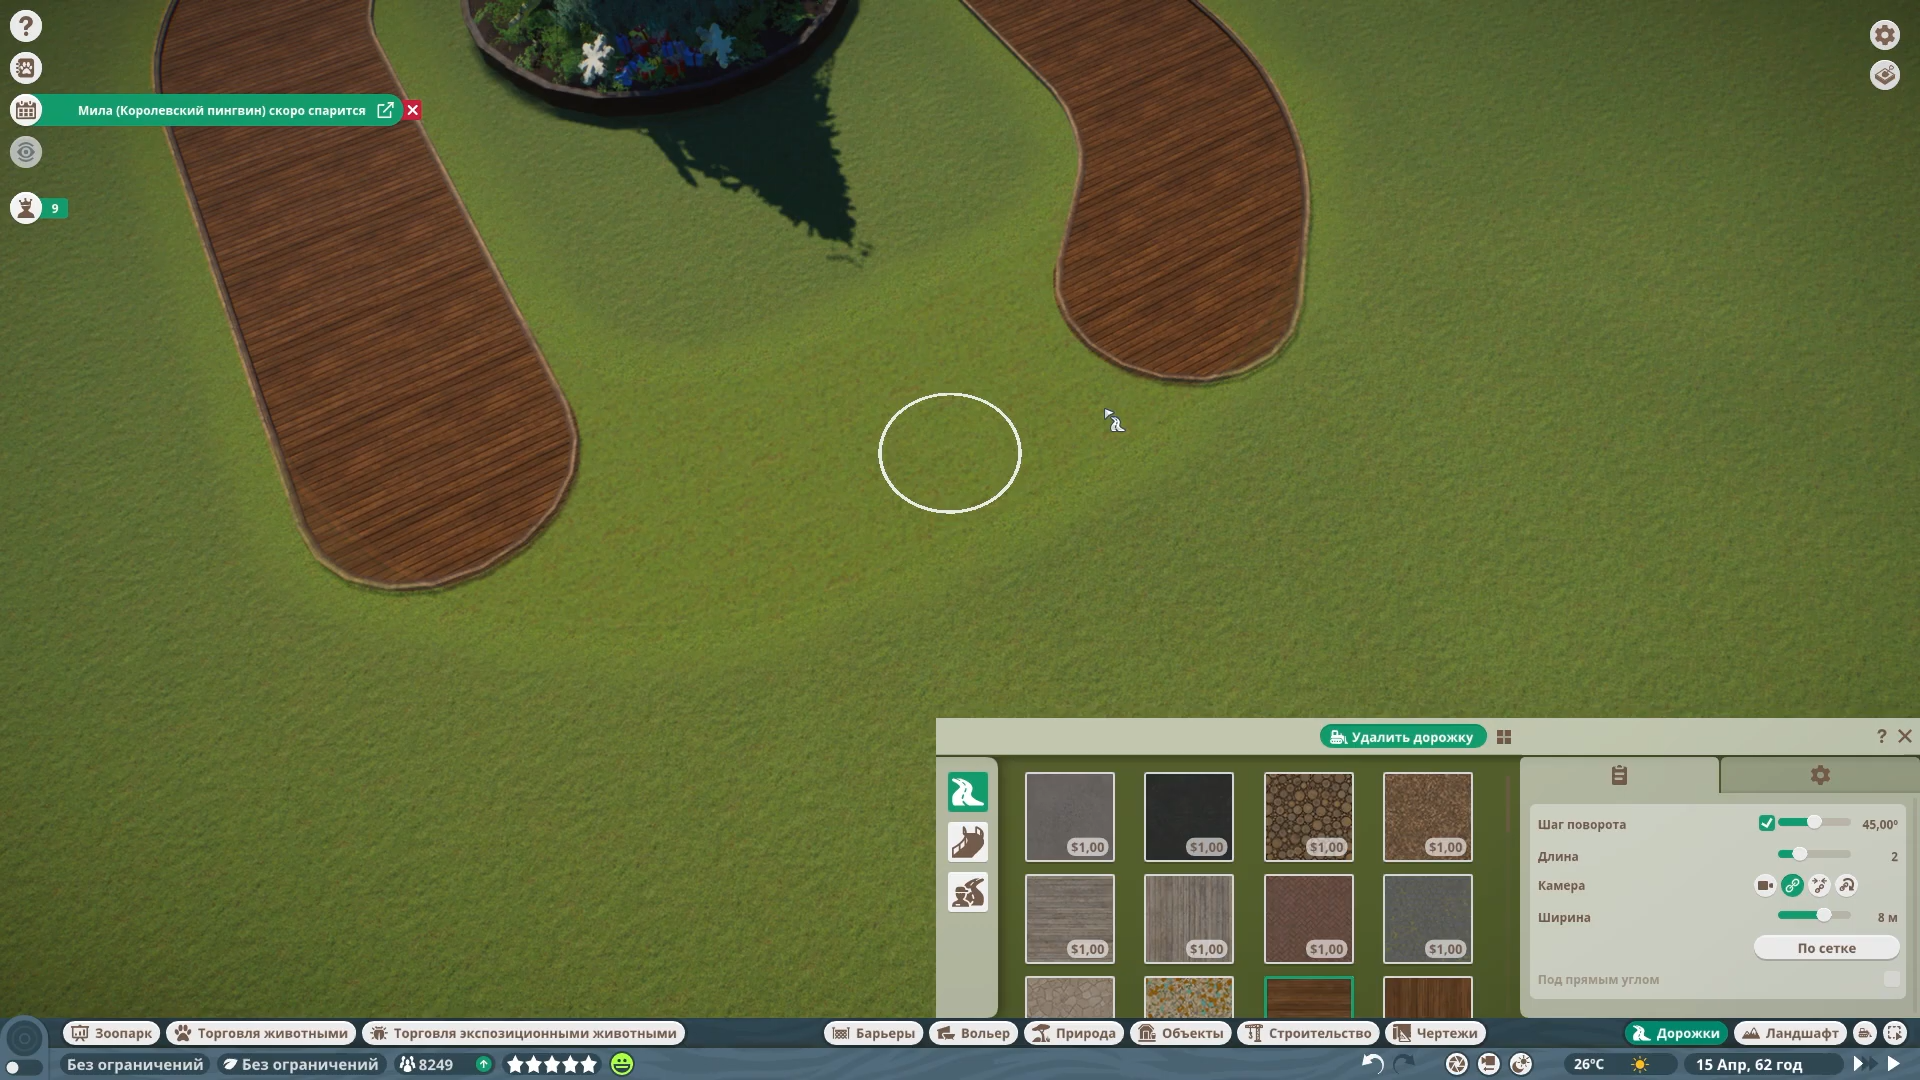 ?
Мила (Королевский пингвин) скоро спарится
9
Удалить дорожку
?
$1,00
$1,00
$1,00
$1,00
$1,00
$1,00
$1,00
$1,00
Шаг поворота
45,00º
Длина
2
Камера
Ширина
8 м
По сетке
Под прямым углом
Зоопарк
Торговля животными
Торговля экспозиционными животными
Барьеры
Вольер
Природа
Объекты
Строительство
Чертежи
Дорожки
Ландшафт
Без ограничений
Без ограничений
8249
26°C
15 Апр, 62 год